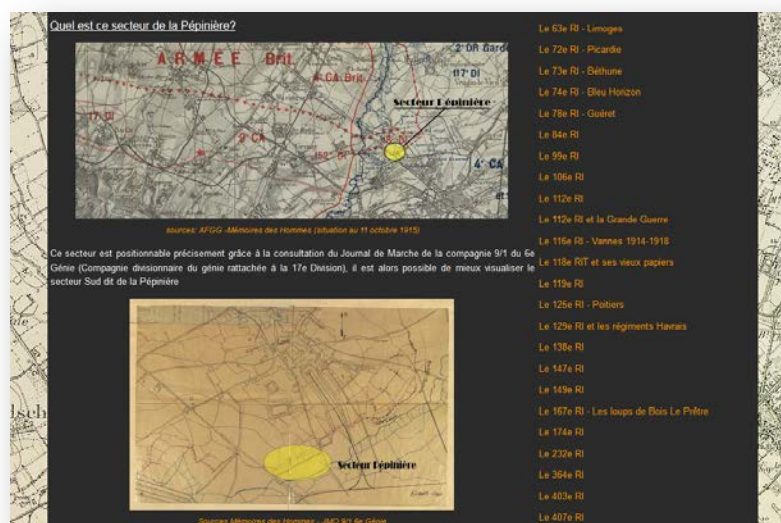 Quel est ce secteur de la Pépinière?
ARMÉE Brit.
4e CA Brit.
117e DI
17e DI
9e CA
152e DI
4e CA
Secteur Pépinière
sources: AFGG -Mémoires des Hommes (situation au 11 octobre 1915)
Ce secteur est positionnable précisement grâce à la consultation du Journal de Marche de la compagnie 9/1 du 6e
Génie (Compagnie divisionnaire du génie rattachée à la 17e Division), il est alors possible de mieux visualiser le
secteur Sud dit de la Pépinière
Secteur Pépinière
Sources Mémoires des Hommes - JMO 9/1 6e Génie
Le 63e RI - Limoges
Le 72e RI - Picardie
Le 73e RI - Béthune
Le 74e RI - Bleu Horizon
Le 78e RI - Guéret
Le 84e RI
Le 99e RI
Le 106e RI
Le 112e RI
Le 112e RI et la Grande Guerre
Le 116e RI - Vannes 1914-1918
Le 118e RIT et ses vieux papiers
Le 119e RI
Le 125e RI - Poitiers
Le 129e RI et les régiments Havrais
Le 138e RI
Le 147e RI
Le 149e RI
Le 167e RI - Les loups de Bois Le Prêtre
Le 174e RI
Le 232e RI
Le 364e RI
Le 403e RI
Le 407e RI